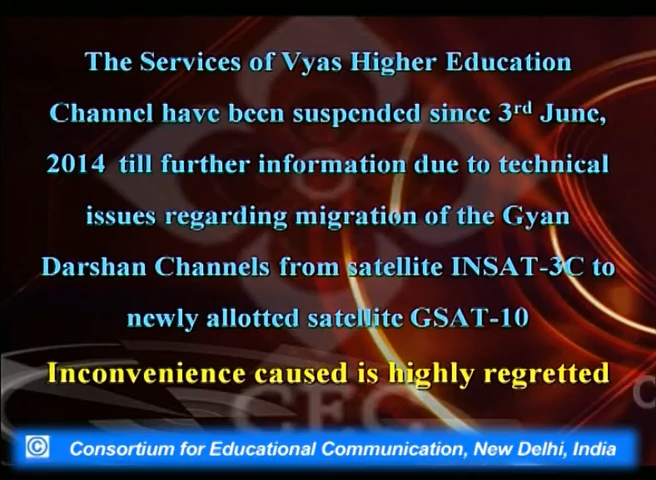 The Services of Vyas Higher Education
Channel have been suspended since 3rd June,
2014 till further information due to technical
issues regarding migration of the Gyan
Darshan Channels from satellite INSAT-3C to
newly allotted satellite GSAT-10
Inconvenience caused is highly regretted
CEC
© Consortium for Educational Communication, New Delhi, India